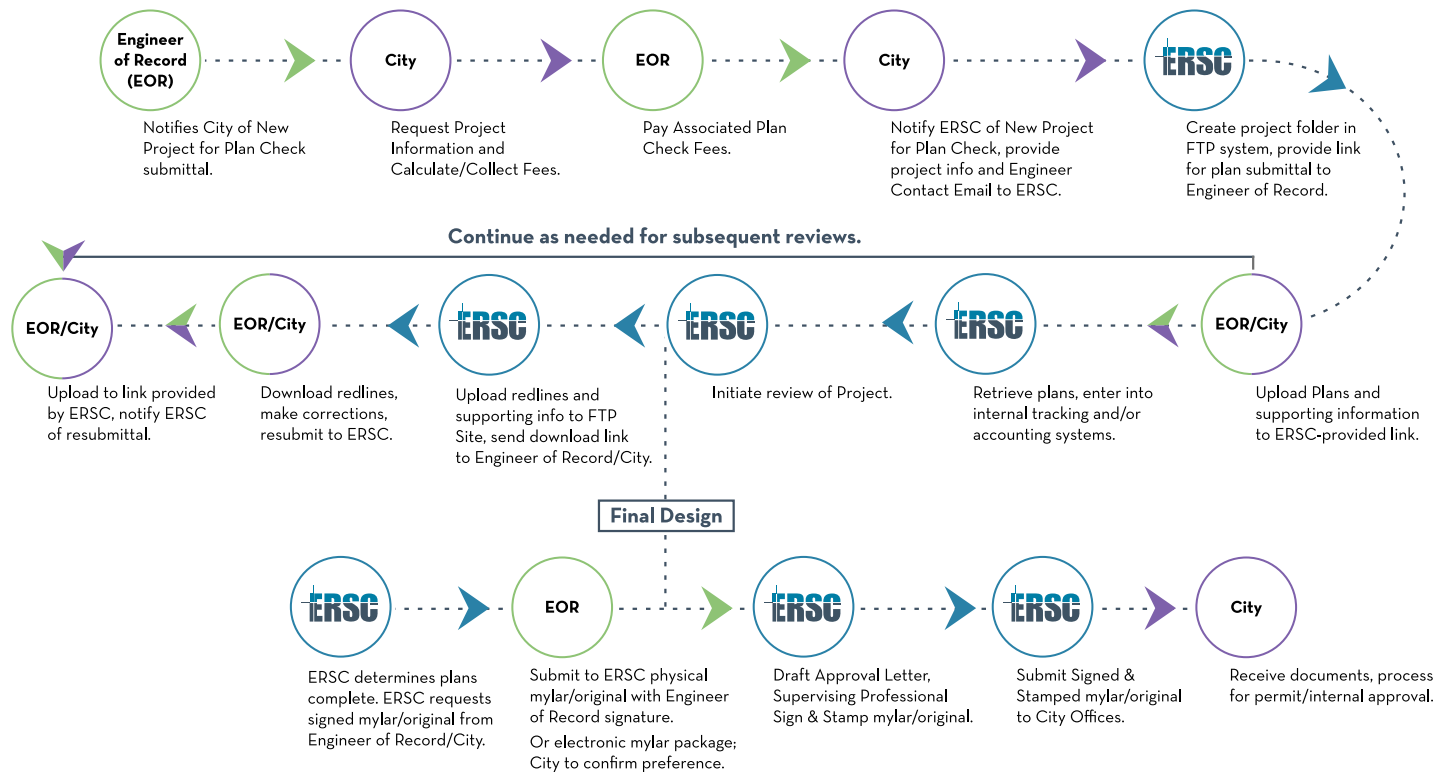 Engineer
of Record
(EOR)
City
EOR
City
ERSC
Notifies City of New
Project for Plan Check
submittal.
Request Project
Information and
Calculate/Collect Fees.
Pay Associated Plan
Check Fees.
Notify ERSC of New Project
for Plan Check, provide
project info and Engineer
Contact Email to ERSC.
Create project folder in
FTP system, provide link
for plan submittal to
Engineer of Record.
Continue as needed for subsequent reviews.
EOR/City
EOR/City
ERSC
ERSC
ERSC
EOR/City
Upload to link provided
by ERSC, notify ERSC
of resubmittal.
Download redlines,
make corrections,
resubmit to ERSC.
Upload redlines and
supporting info to FTP
Site, send download link
to Engineer of Record/City.
Initiate review of Project.
Retrieve plans, enter into
internal tracking and/or
accounting systems.
Upload Plans and
supporting information
to ERSC-provided link.
Final Design
ERSC
EOR
ERSC
ERSC
City
ERSC determines plans
complete. ERSC requests
signed mylar/original from
Engineer of Record/City.
Submit to ERSC physical
mylar/original with Engineer
of Record signature.
Or electronic mylar package;
City to confirm preference.
Draft Approval Letter,
Supervising Professional
Sign & Stamp mylar/original.
Submit Signed &
Stamped mylar/original
to City Offices.
Receive documents, process
for permit/internal approval.